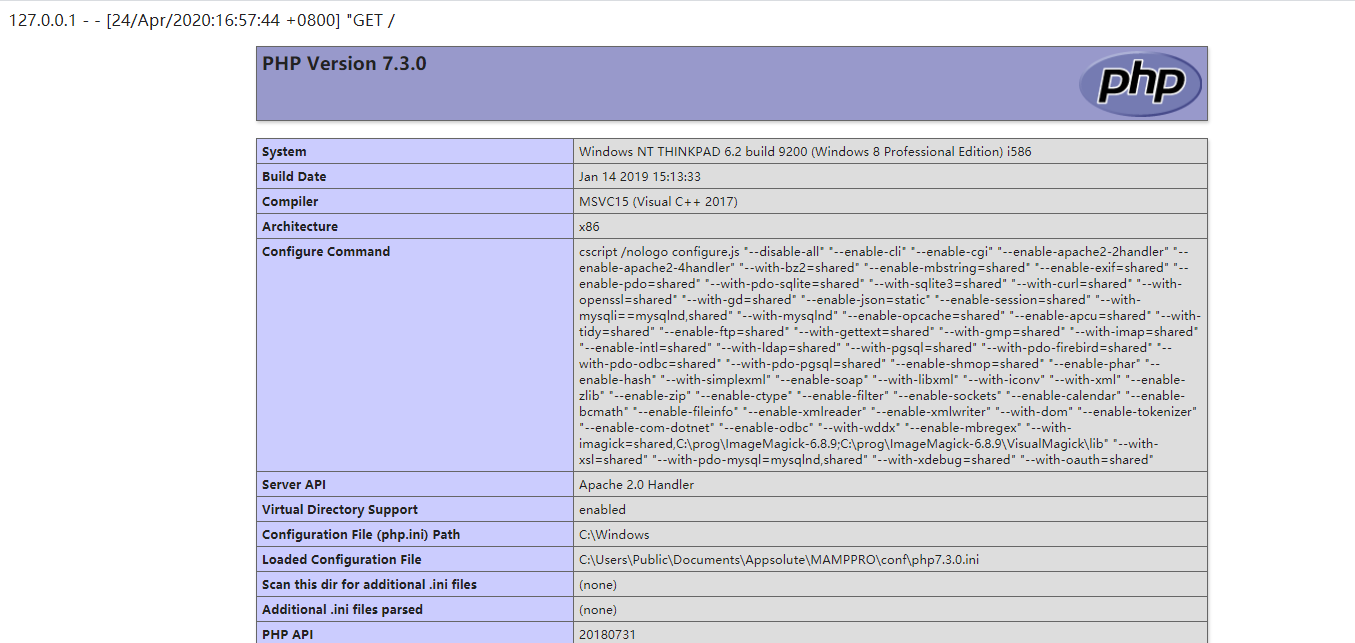 127.0.0.1 - - [24/Apr/2020:16:57:44 +0800] "GET /
PHP Version 7.3.0
php
System Windows NT THINKPAD 6.2 build 9200 (Windows 8 Professional Edition) i586
Build Date Jan 14 2019 15:13:33
Compiler MSVC15 (Visual C++ 2017)
Architecture x86
Configure Command cscript /nologo configure.js "--disable-all" "--enable-cli" "--enable-cgi" "--enable-apache2-2handler" "--
enable-apache2-4handler" "--with-bz2=shared" "--enable-mbstring=shared" "--enable-exif=shared" "--
enable-pdo=shared" "--with-pdo-sqlite=shared" "--with-sqlite3=shared" "--with-curl=shared" "--with-
openssl=shared" "--with-gd=shared" "--enable-json=static" "--enable-session=shared" "--with-
mysqli==mysqlnd,shared" "--with-mysqlnd" "--enable-opcache=shared" "--enable-apcu=shared" "--with-
tidy=shared" "--enable-ftp=shared" "--with-gettext=shared" "--with-gmp=shared" "--with-imap=shared"
"--enable-intl=shared" "--with-ldap=shared" "--with-pgsql=shared" "--with-pdo-firebird=shared" "--
with-pdo-odbc=shared" "--with-pdo-pgsql=shared" "--enable-shmop=shared" "--enable-phar" "--
enable-hash" "--with-simplexml" "--enable-soap" "--with-libxml" "--with-iconv" "--with-xml" "--enable-
zlib" "--enable-zip" "--enable-ctype" "--enable-filter" "--enable-sockets" "--enable-calendar" "--enable-
bcmath" "--enable-fileinfo" "--enable-xmlreader" "--enable-xmlwriter" "--with-dom" "--enable-tokenizer"
"--enable-com-dotnet" "--enable-odbc" "--with-wddx" "--enable-mbregex" "--with-
imagick=shared,C:\prog\ImageMagick-6.8.9;C:\prog\ImageMagick-6.8.9\VisualMagick\lib" "--with-
xsl=shared" "--with-pdo-mysql=mysqlnd,shared" "--with-xdebug=shared" "--with-oauth=shared"
Server API Apache 2.0 Handler
Virtual Directory Support enabled
Configuration File (php.ini) Path C:\Windows
Loaded Configuration File C:\Users\Public\Documents\Appsolute\MAMPPRO\conf\php7.3.0.ini
Scan this dir for additional .ini files (none)
Additional .ini files parsed (none)
PHP API 20180731